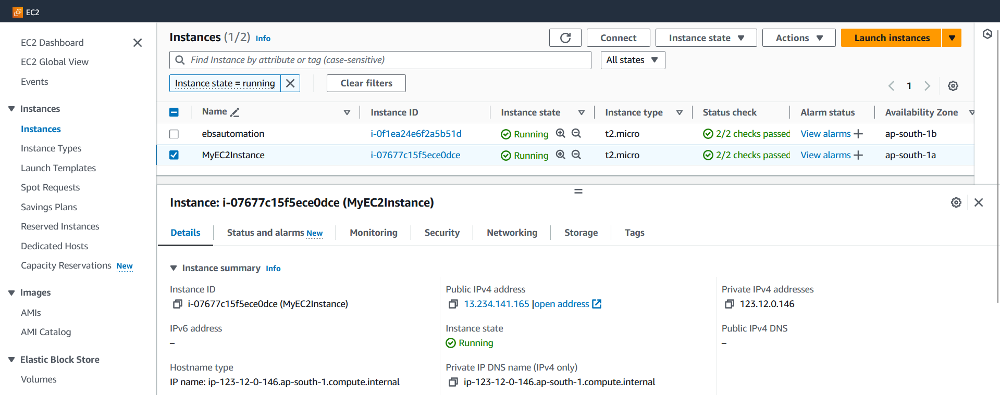 EC2
EC2 Dashboard
EC2 Global View
Events
Instances
Instances
Instance Types
Launch Templates
Spot Requests
Savings Plans
Reserved Instances
Dedicated Hosts
Capacity Reservations New
Images
AMIs
AMI Catalog
Elastic Block Store
Volumes
Instances (1/2) Info
Connect
Instance state
Actions
Launch instances
Find Instance by attribute or tag (case-sensitive)
All states
Instance state = running
Clear filters
1
Name Instance ID Instance state Instance type Status check Alarm status Availability Zone
ebsautomation i-0f1ea24e6f2a5b51d Running t2.micro 2/2 checks passed View alarms ap-south-1b
MyEC2Instance i-07677c15f5ece0dce Running t2.micro 2/2 checks passed View alarms ap-south-1a
Instance: i-07677c15f5ece0dce (MyEC2Instance)
Details Status and alarms New Monitoring Security Networking Storage Tags
Instance summary Info
Instance ID
i-07677c15f5ece0dce (MyEC2Instance)
Public IPv4 address
13.234.141.165 |open address
Private IPv4 addresses
123.12.0.146
IPv6 address
–
Instance state
Running
Public IPv4 DNS
–
Hostname type
IP name: ip-123-12-0-146.ap-south-1.compute.internal
Private IP DNS name (IPv4 only)
ip-123-12-0-146.ap-south-1.compute.internal